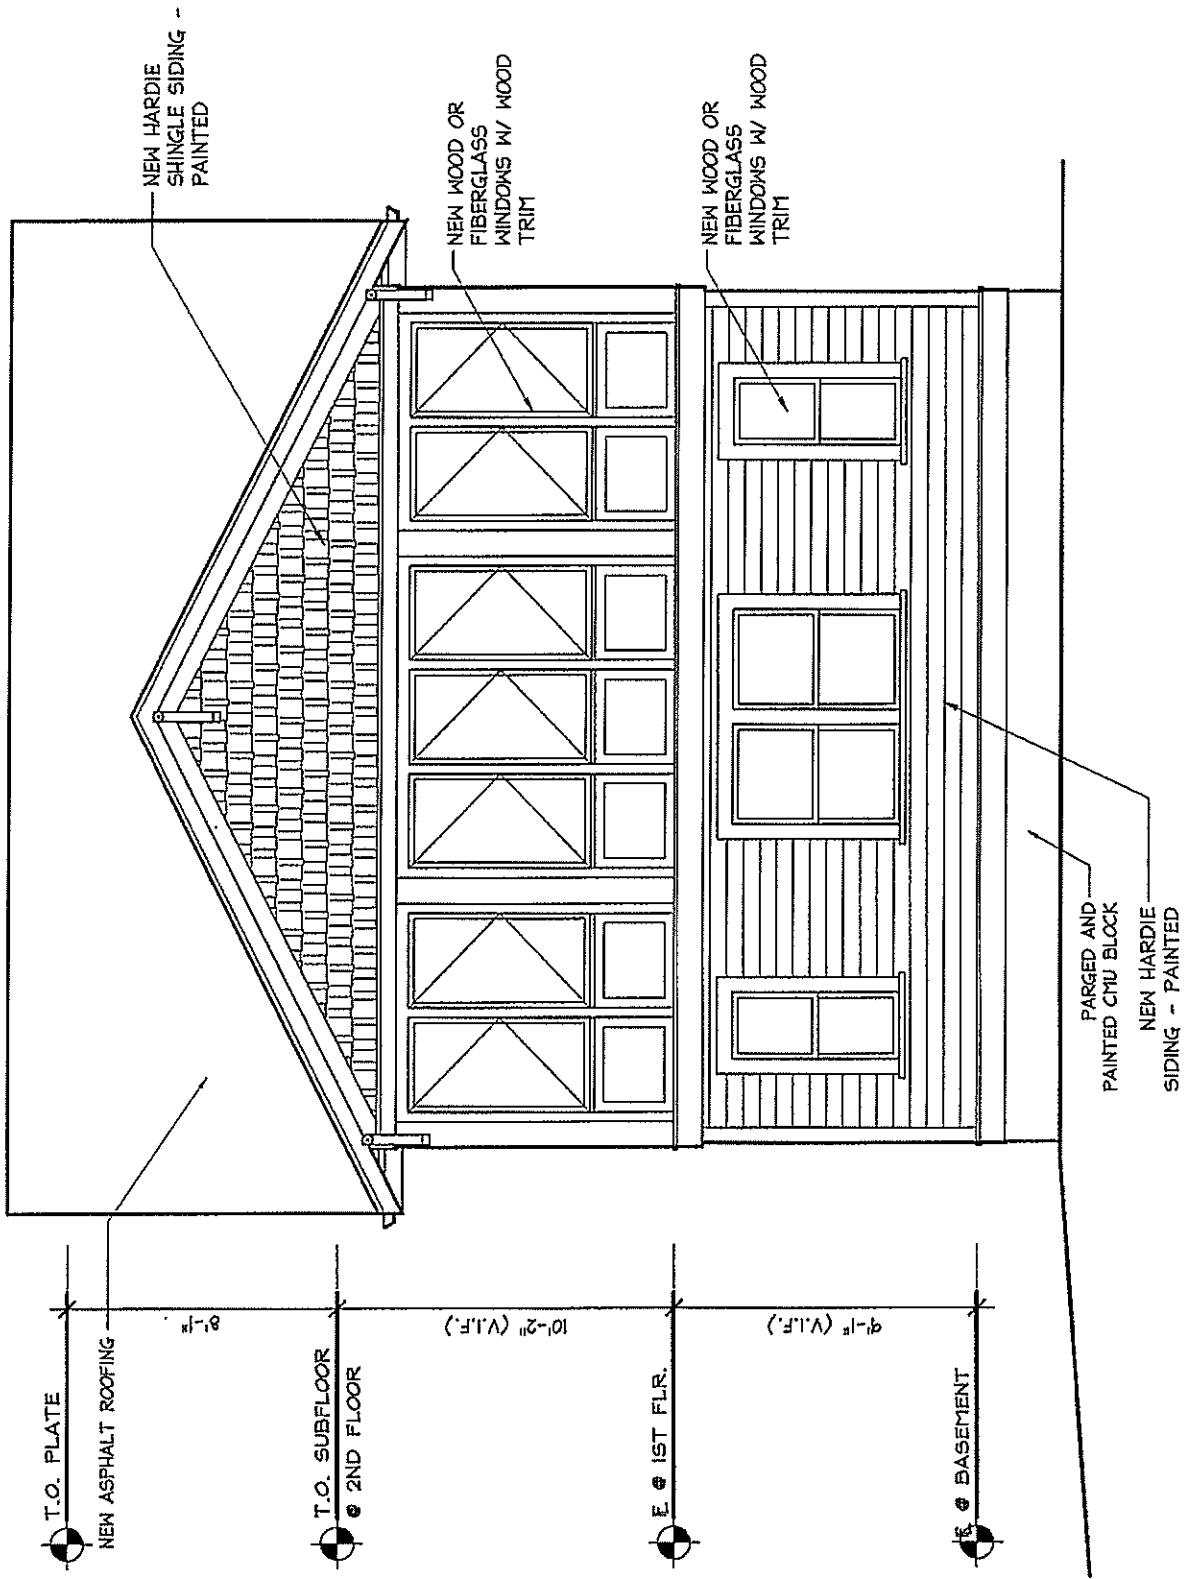 NEW HARDIE
SHINGLE SIDING -
PAINTED
NEW WOOD OR
FIBERGLASS
WINDOWS W/ WOOD
TRIM
NEW WOOD OR
FIBERGLASS
WINDOWS W/ WOOD
TRIM
T.O. PLATE
NEW ASPHALT ROOFING
8'-1"
T.O. SUBFLOOR
@ 2ND FLOOR
10'-2" (V.I.F.)
@ 1ST FLR.
9'-1" (V.I.F.)
@ BASEMENT
PARGED AND
PAINTED CMU BLOCK
NEW HARDIE
SIDING - PAINTED